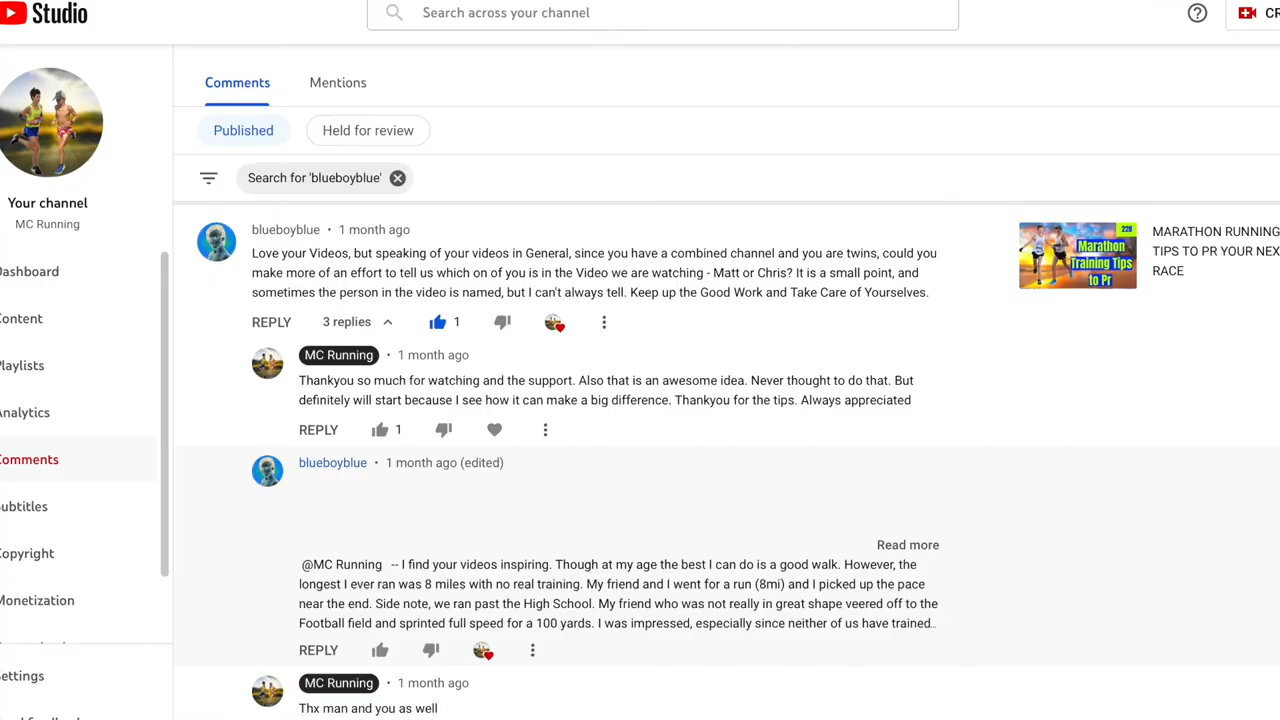 Studio
Search across your channel
CR
Comments
Mentions
Published
Held for review
Search for 'blueboyblue'
Your channel
MC Running
Dashboard
Content
Playlists
Analytics
Comments
Subtitles
Copyright
Monetization
Settings
blueboyblue • 1 month ago
Love your Videos, but speaking of your videos in General, since you have a combined channel and you are twins, could you
make more of an effort to tell is which on of you is in the Video we are watching - Matt or Chris? It is a small point, and
sometimes the person in the video is named, but I can't always tell. Keep up the Good Work and Take Care of Yourselves.
REPLY 3 replies 1
228
Marathon
Training Tips
to Pr
MARATHON RUNNING
TIPS TO PR YOUR NEX
RACE
MC Running • 1 month ago
Thankyou so much for watching and the support. Also that is an awesome idea. Never thought to do that. But
definitely will start because I see how it can make a big difference. Thankyou for the tips. Always appreciated
REPLY 1
blueboyblue • 1 month ago (edited)
Read more
@MC Running -- I find your videos inspiring. Though at my age the best I can do is a good walk. However, the
longest I ever ran was 8 miles with no real training. My friend and I went for a run (8mi) and I picked up the pace
near the end. Side note, we ran past the High School. My friend who was not really in great shape veered off to the
Football field and sprinted full speed for a 100 yards. I was impressed, especially since neither of us have trained...
REPLY
MC Running • 1 month ago
Thx man and you as well